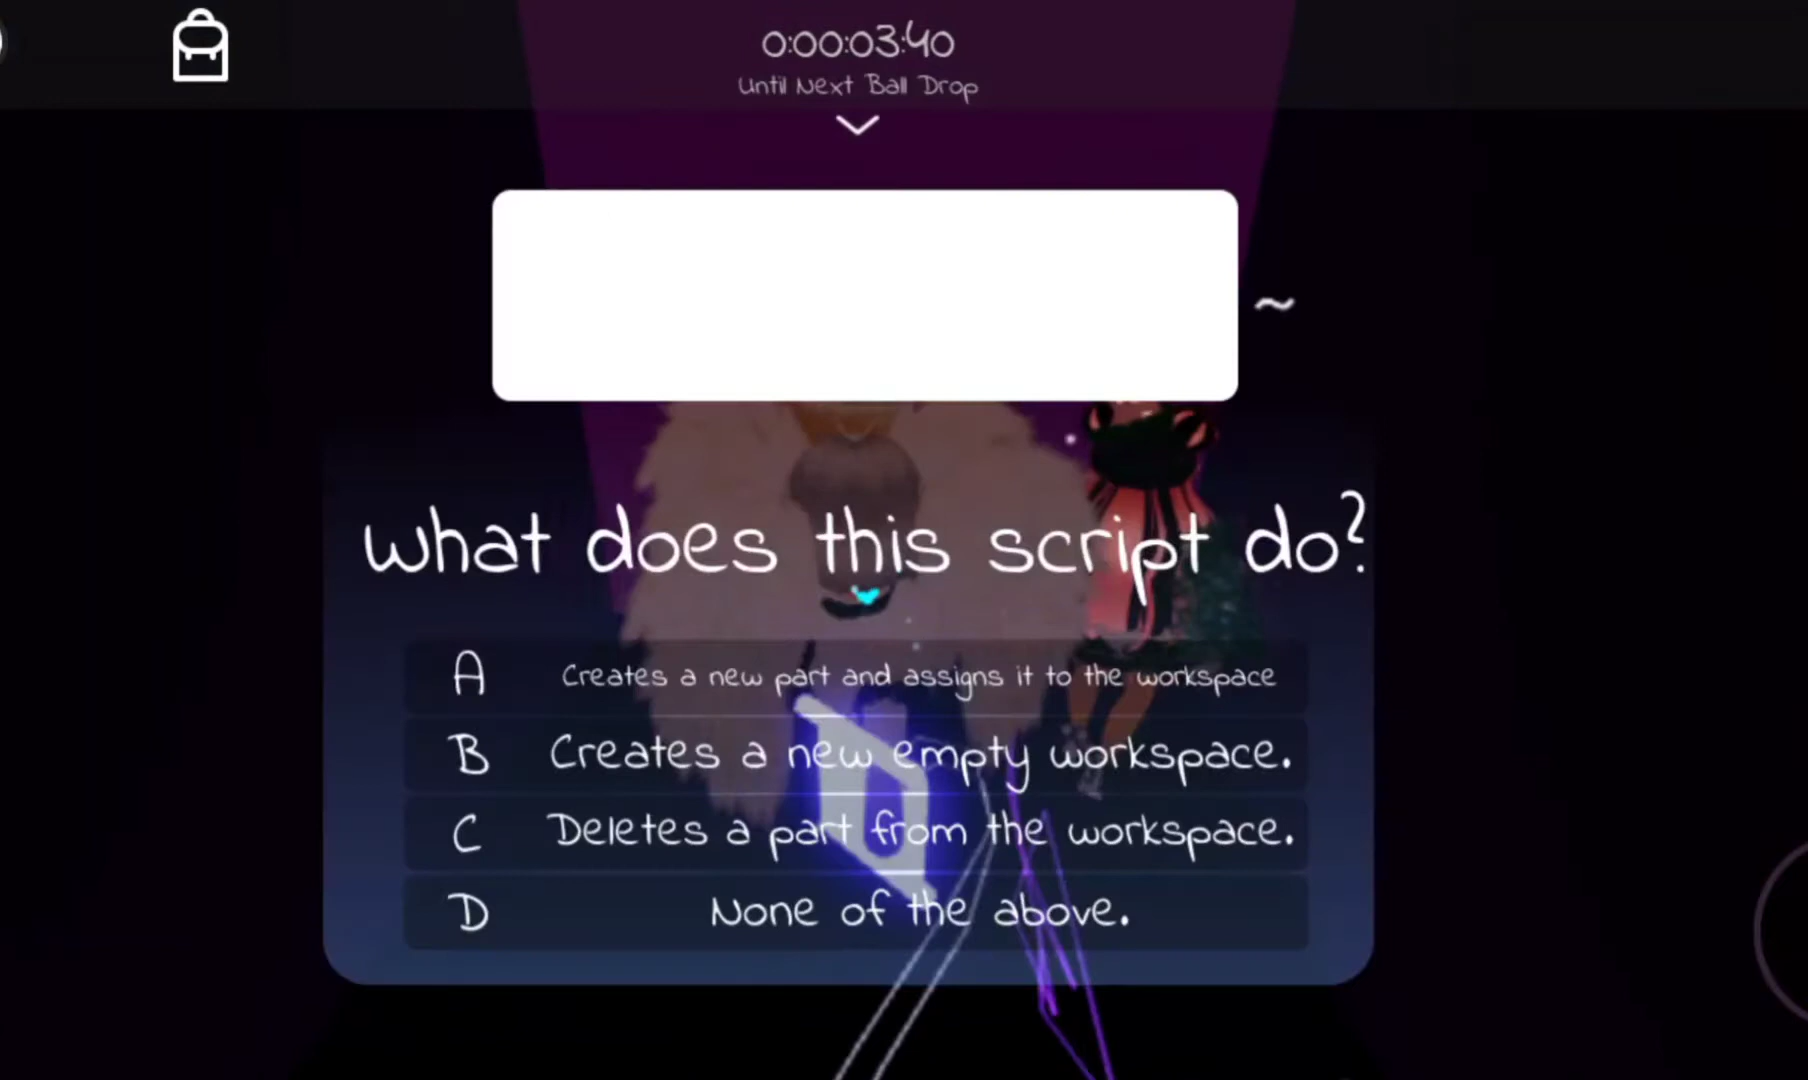 0:00:03:40
Until Next Ball Drop
~
What does this script do?
A Creates a new part and assigns it to the workspace
B Creates a new empty workspace.
C Deletes a part from the workspace.
D None of the above.